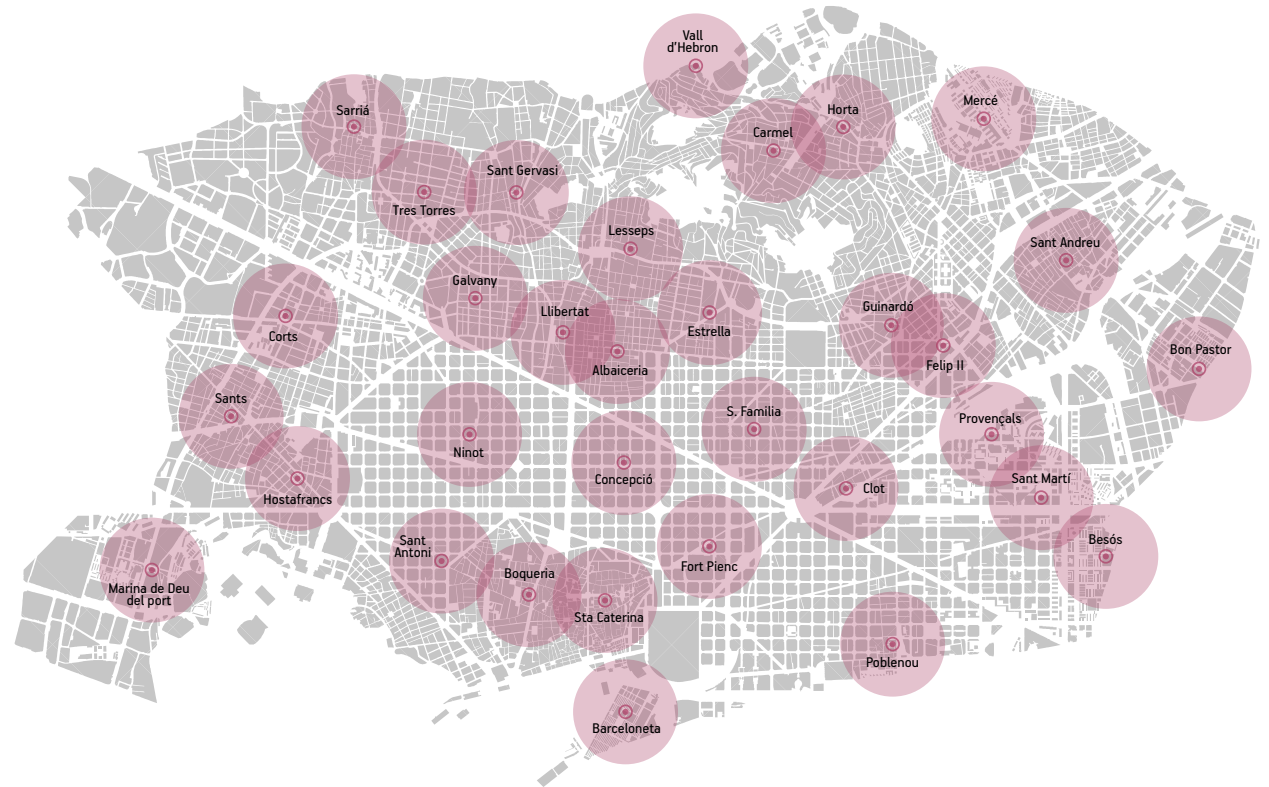 Vall
d'Hebron
Mercé
Sarriá
Horta
Carmel
Sant Gervasi
Tres Torres
Lesseps
Sant Andreu
Galvany
Llibertat
Guinardó
Corts
Estrella
Bon Pastor
Albaiceria
Felip II
Sants
S. Familia
Provençals
Ninot
Concepció
Sant Martí
Clot
Hostafrancs
Sant
Antoni
Besós
Fort Pienc
Boqueria
Marina de Deu
del port
Sta Caterina
Poblenou
Barceloneta